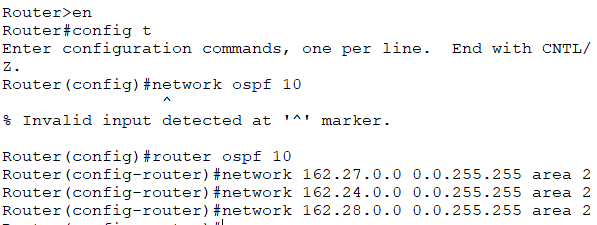 Router>en
Router#config t
Enter configuration commands, one per line.  End with CNTL/
Z.
Router(config)#network ospf 10
^
% Invalid input detected at '^' marker.
Router(config)#router ospf 10
Router(config-router)#network 162.27.0.0 0.0.255.255 area 2
Router(config-router)#network 162.24.0.0 0.0.255.255 area 2
Router(config-router)#network 162.28.0.0 0.0.255.255 area 2